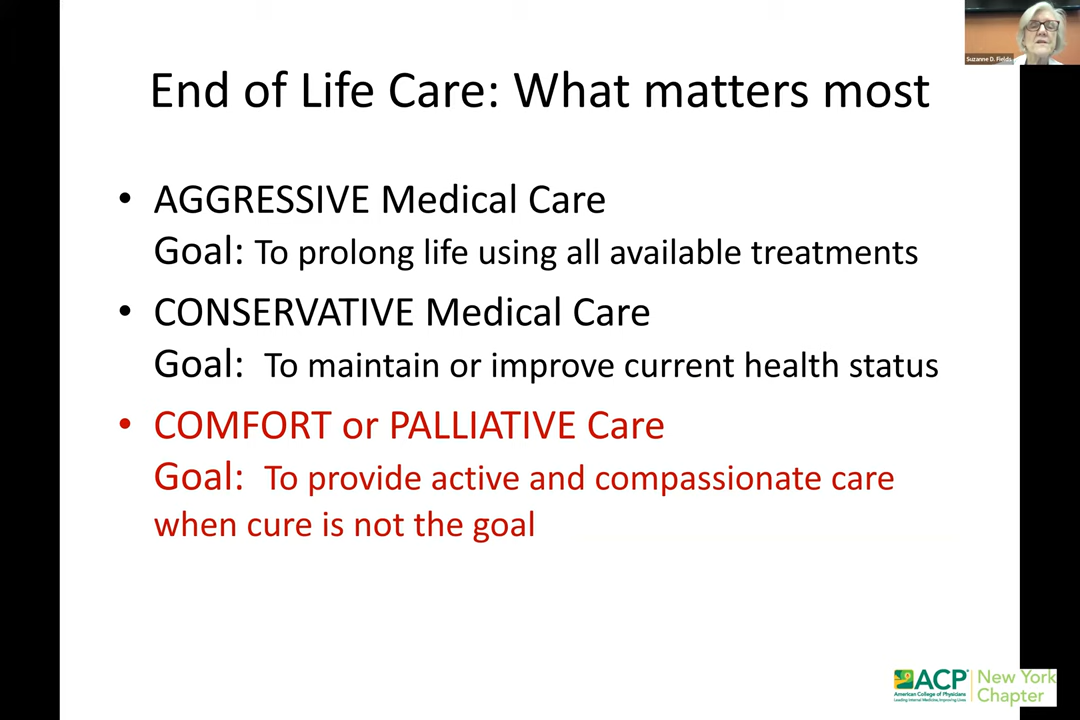 Suzanne D. Fields
End of Life Care: What matters most
• AGGRESSIVE Medical Care
Goal: To prolong life using all available treatments
• CONSERVATIVE Medical Care
Goal: To maintain or improve current health status
• COMFORT or PALLIATIVE Care
Goal: To provide active and compassionate care
when cure is not the goal
ACP
American College of Physicians
Leading Internal Medicine, Improving Lives
New York
Chapter